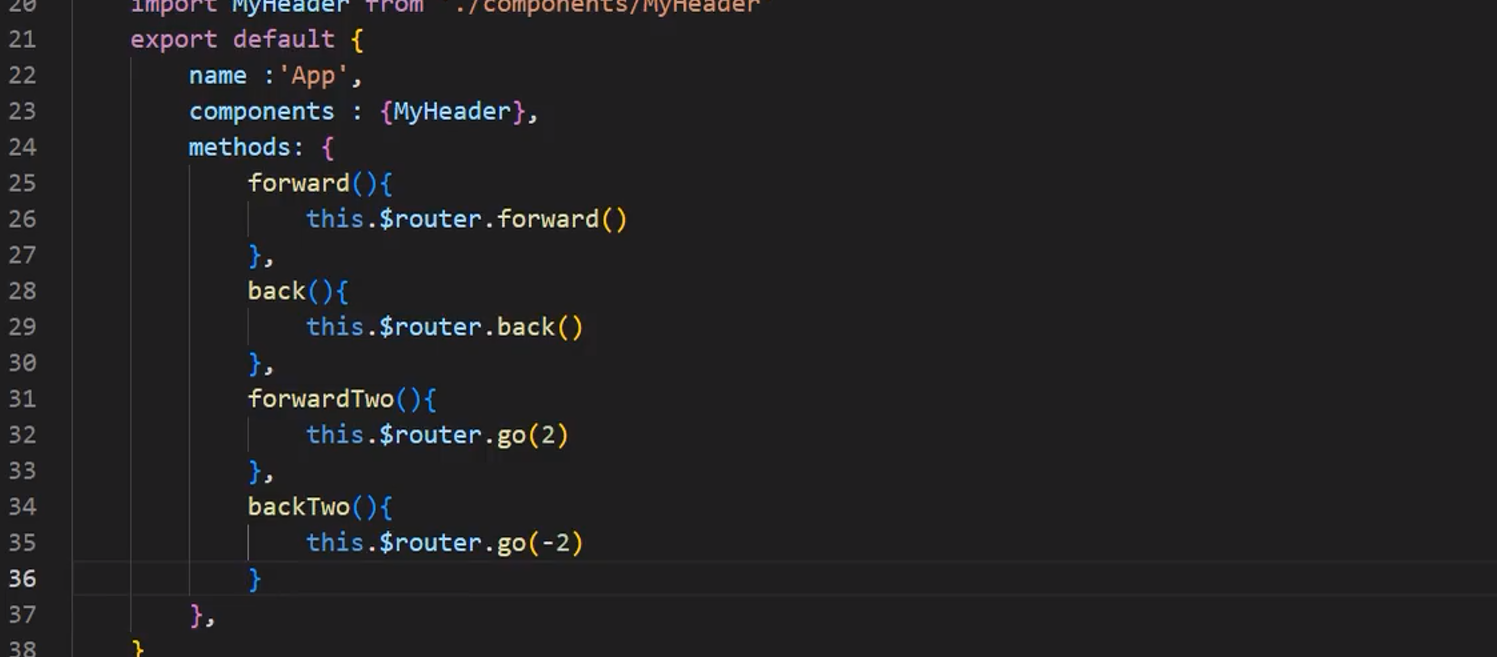 20 import MyHeader from './components/MyHeader'
21 export default {
22 name :'App',
23 components : {MyHeader},
24 methods: {
25 forward(){
26 this.$router.forward()
27 },
28 back(){
29 this.$router.back()
30 },
31 forwardTwo(){
32 this.$router.go(2)
33 },
34 backTwo(){
35 this.$router.go(-2)
36 }
37 },
38 }